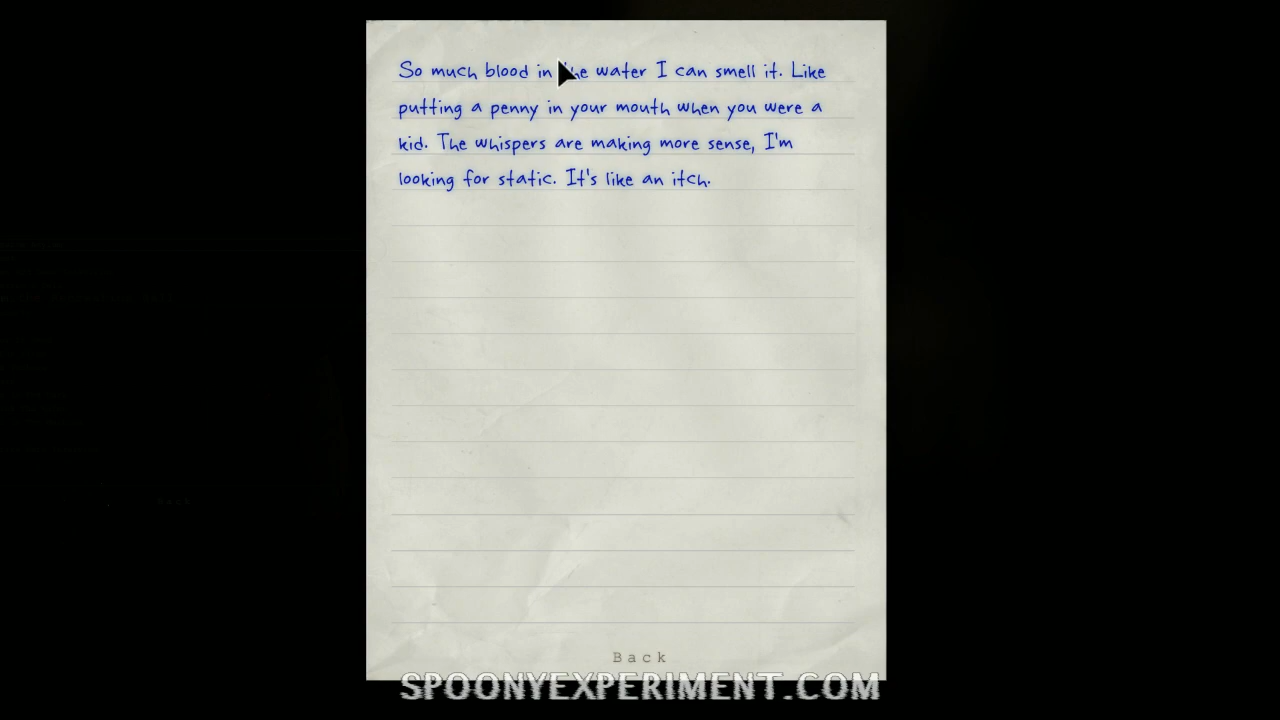 So much blood in the water I can smell it. Like
putting a penny in your mouth when you were a
kid. The whispers are making more sense, I'm
looking for static. It's like an itch.
Back
SPOONYEXPERIMENT.COM